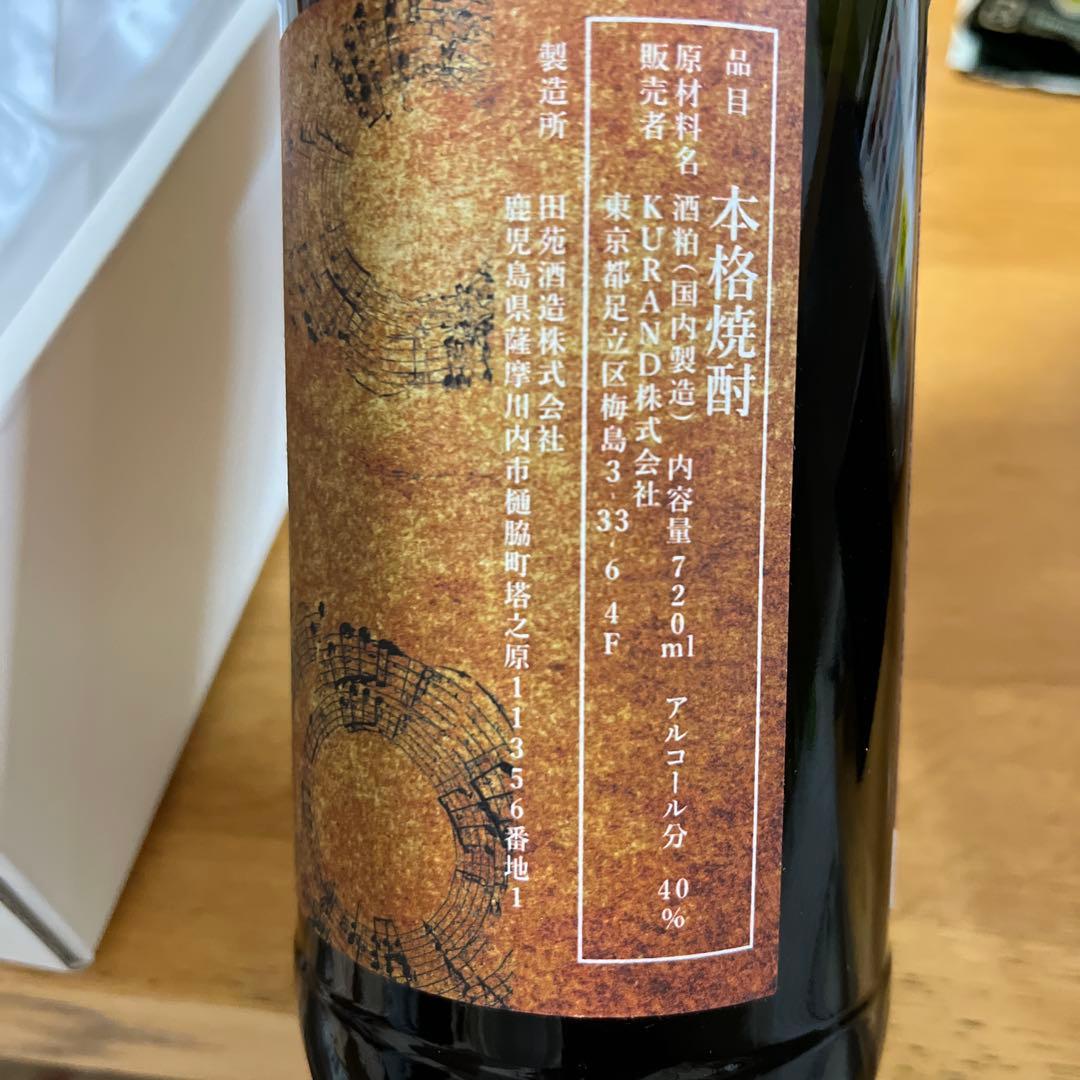 品目　本格焼酎
原材料名　酒粕（国内製造）　内容量720ml　アルコール分　40%
販売者　KURAND株式会社
東京都足立区梅島3-33-6 4F
製造所　田苑酒造株式会社
鹿児島県薩摩川内市樋脇町塔之原11356番地1